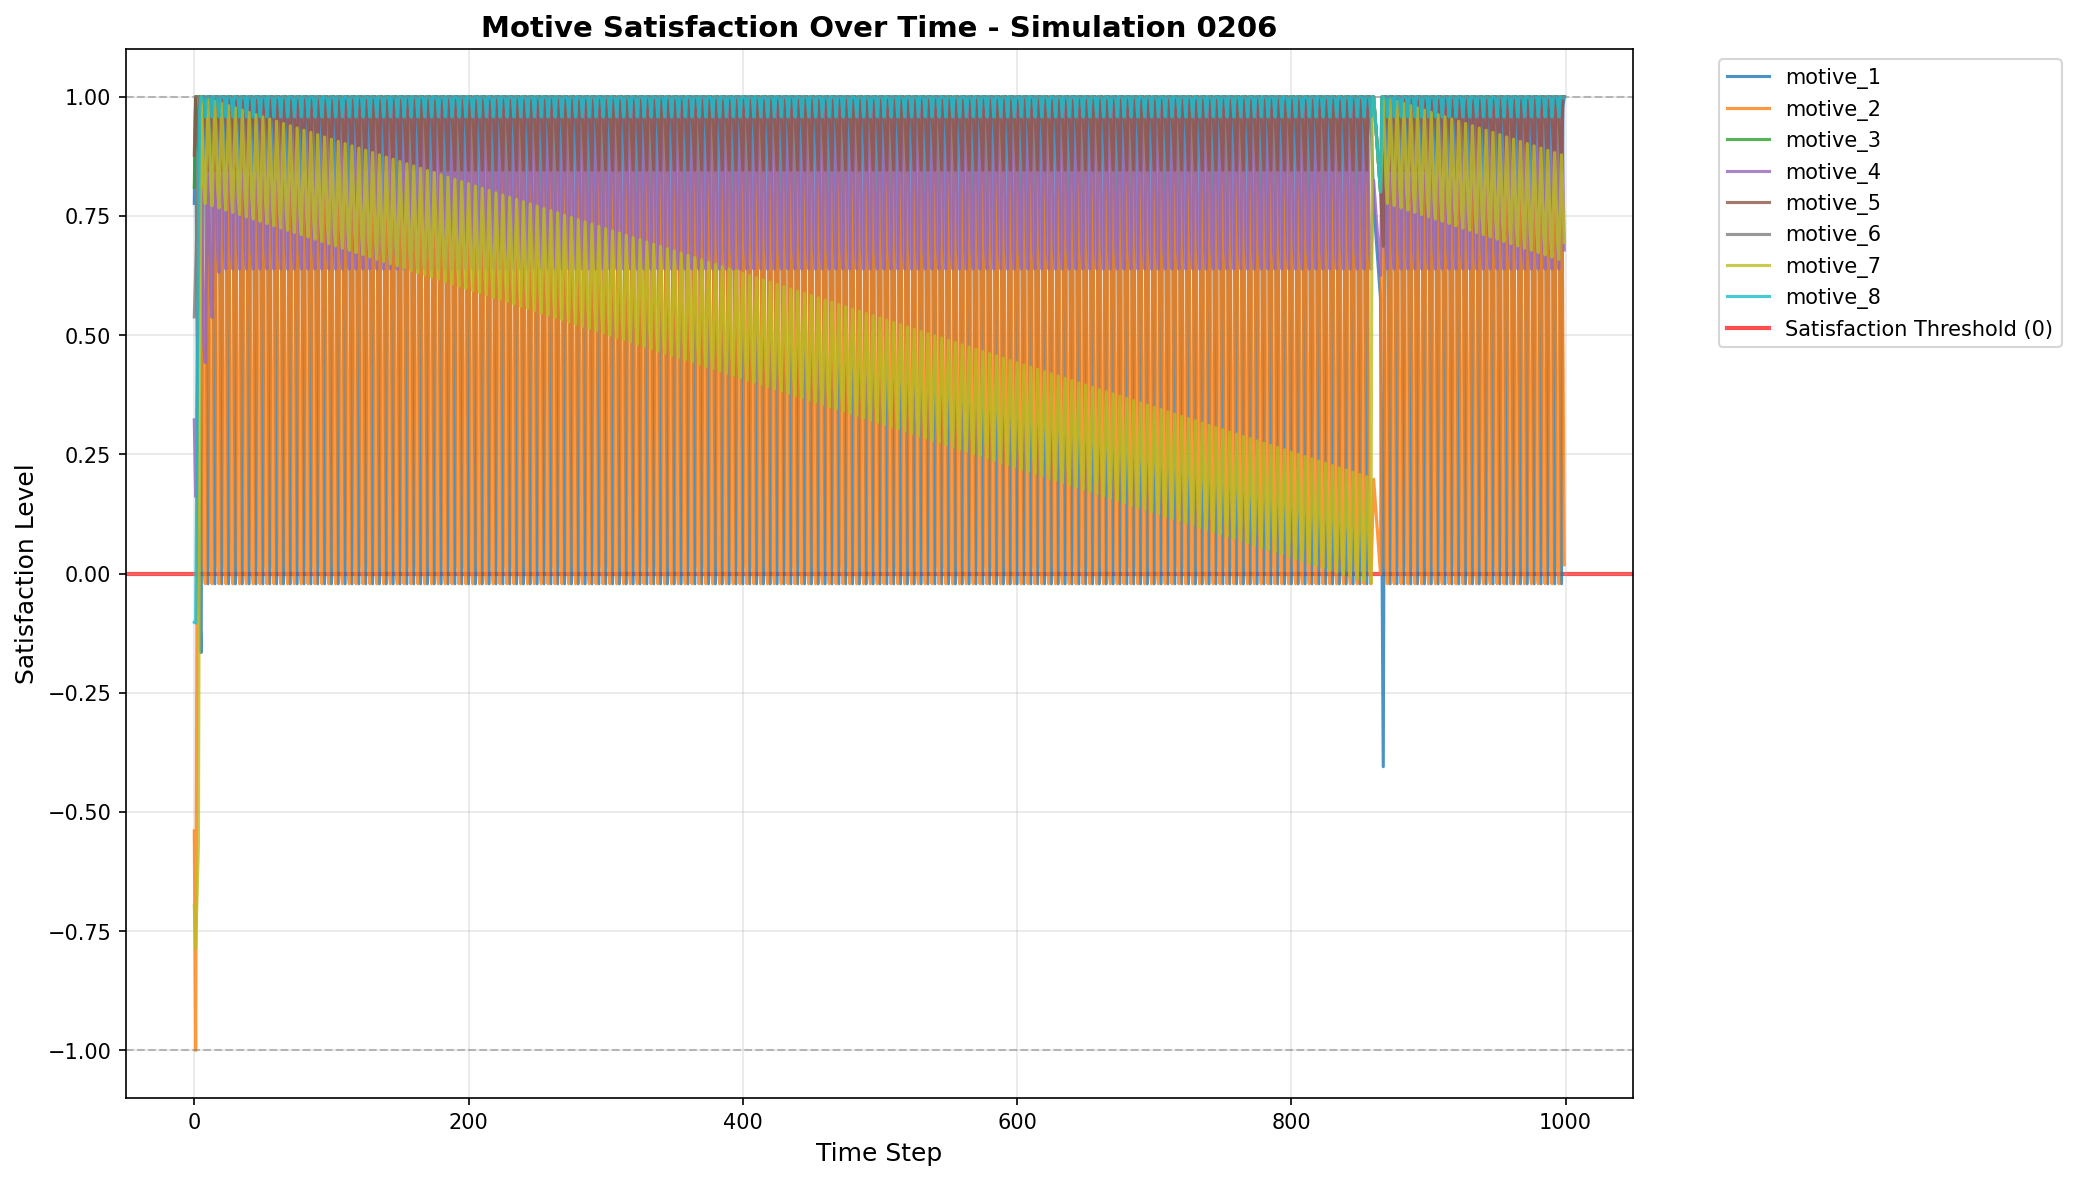 Motive Satisfaction Over Time - Simulation 0206
1.00
0.75
0.50
0.25
0.00
−0.25
−0.50
−0.75
−1.00
Satisfaction Level
0
200
400
600
800
1000
Time Step
motive_1
motive_2
motive_3
motive_4
motive_5
motive_6
motive_7
motive_8
Satisfaction Threshold (0)